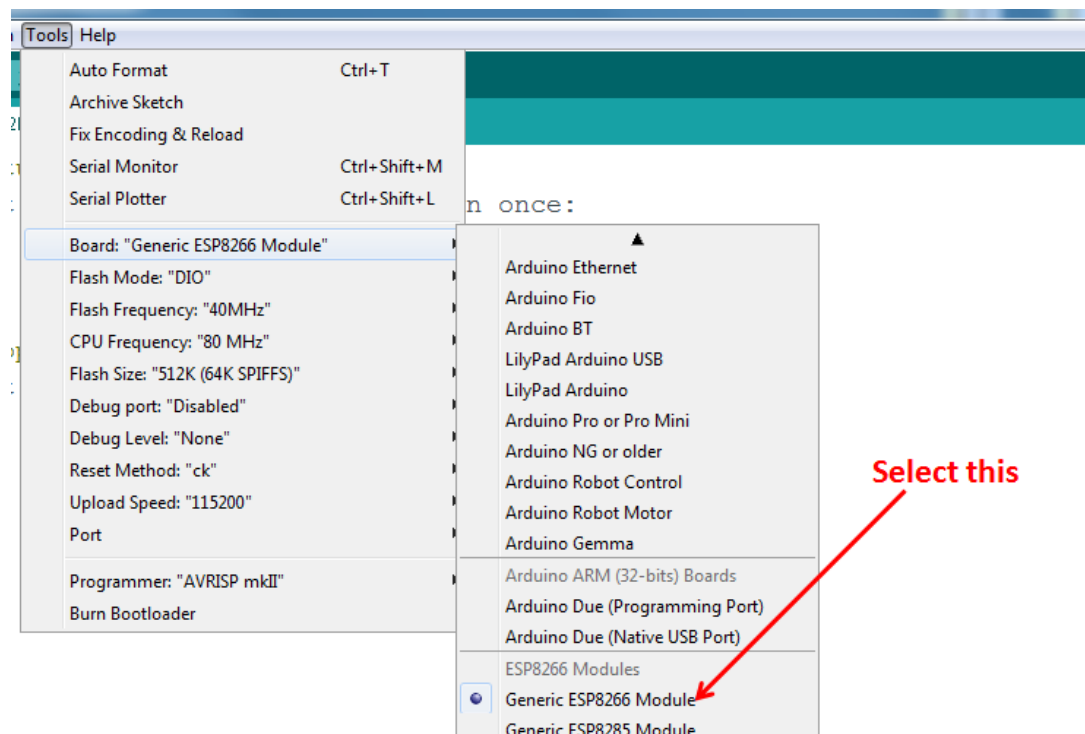 Tools Help
Auto Format Ctrl+T
Archive Sketch
Fix Encoding & Reload
Serial Monitor Ctrl+Shift+M
Serial Plotter Ctrl+Shift+L
n once:
Board: "Generic ESP8266 Module"
Flash Mode: "DIO"
Flash Frequency: "40MHz"
CPU Frequency: "80 MHz"
Flash Size: "512K (64K SPIFFS)"
Debug port: "Disabled"
Debug Level: "None"
Reset Method: "ck"
Upload Speed: "115200"
Port
Programmer: "AVRISP mkII"
Burn Bootloader
Arduino Ethernet
Arduino Fio
Arduino BT
LilyPad Arduino USB
LilyPad Arduino
Arduino Pro or Pro Mini
Arduino NG or older
Arduino Robot Control
Arduino Robot Motor
Arduino Gemma
Arduino ARM (32-bits) Boards
Arduino Due (Programming Port)
Arduino Due (Native USB Port)
ESP8266 Modules
Generic ESP8266 Module
Generic ESP8285 Module
Select this